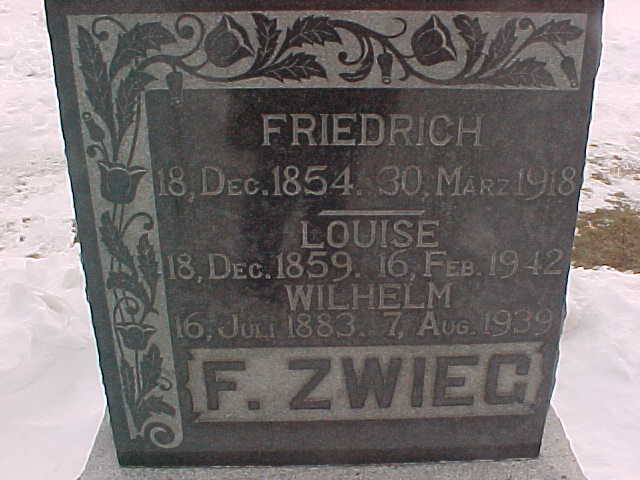 FRIEDRICH
18, DEC. 1854. 30, MÄRZ 1918
LOUISE
18, DEC. 1859. 16, FEB. 1942
WILHELM
16, JULI 1883. 7, AUG. 1939
F. ZWIEG